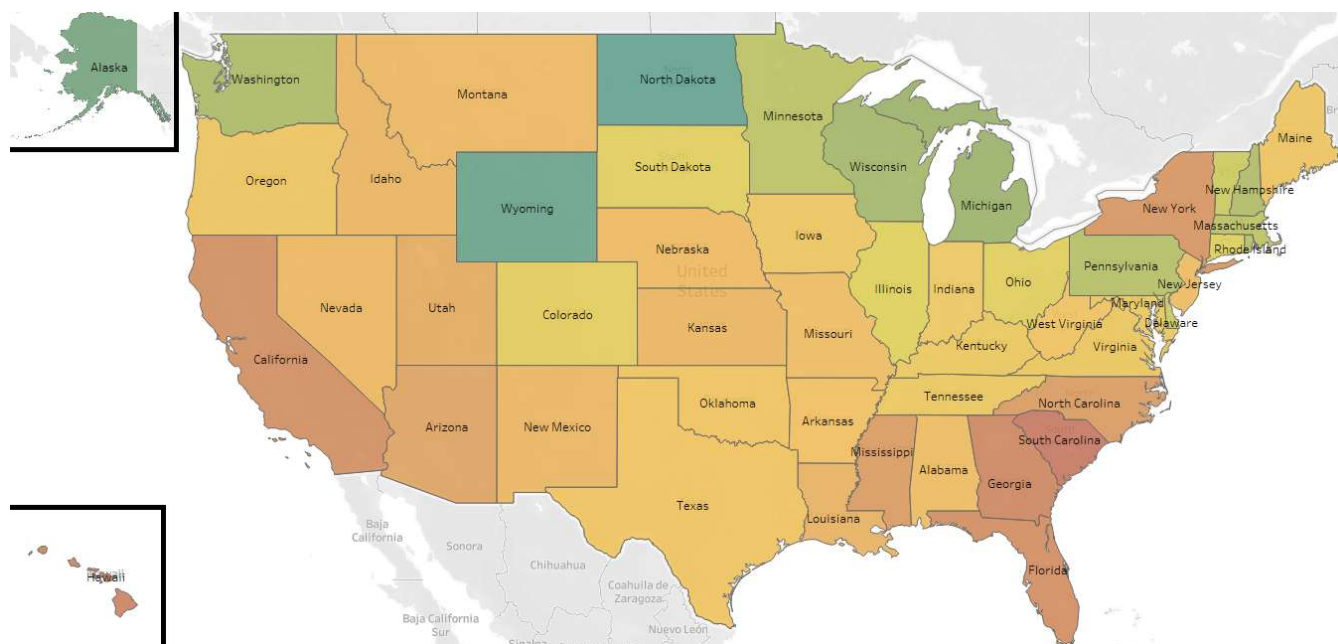 Alaska
Washington
Montana
North Dakota
Minnesota
Maine
Oregon
Idaho
South Dakota
Wisconsin
Michigan
New Hampshire
New York
Massachusetts
Rhode Island
Wyoming
Nebraska
Iowa
Pennsylvania
New Jersey
United
States
Nevada
Utah
Colorado
Illinois
Indiana
Ohio
Maryland
Delaware
West Virginia
Virginia
California
Kansas
Missouri
Kentucky
Tennessee
North Carolina
Arizona
New Mexico
Oklahoma
Arkansas
South Carolina
Mississippi
Alabama
Georgia
Texas
Louisiana
Florida
Hawaii
Baja
California
Sonora
Chihuahua
Coahuila de
Zaragoza
Baja California
Sur
Nuevo León